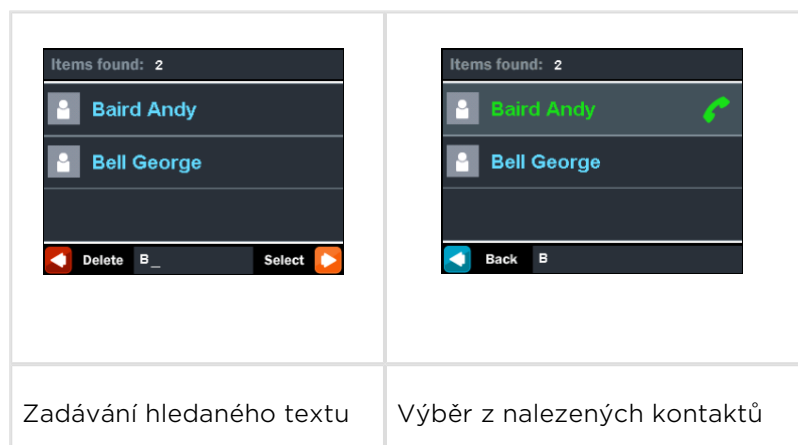 Items found: 2
Baird Andy
Bell George
Delete B_ Select
Items found: 2
Baird Andy
Bell George
Back B
Zadávání hledaného textu
Výběr z nalezených kontaktů